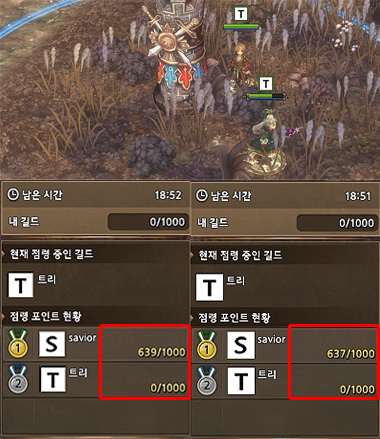 T
T
남은 시간 18:52
내 길드 0/1000
현재 점령 중인 길드
T 트리
점령 포인트 현황
1 S savior 639/1000
2 T 트리 0/1000
남은 시간 18:51
내 길드 0/1000
현재 점령 중인 길드
T 트리
점령 포인트 현황
1 S savior 637/1000
2 T 트리 0/1000